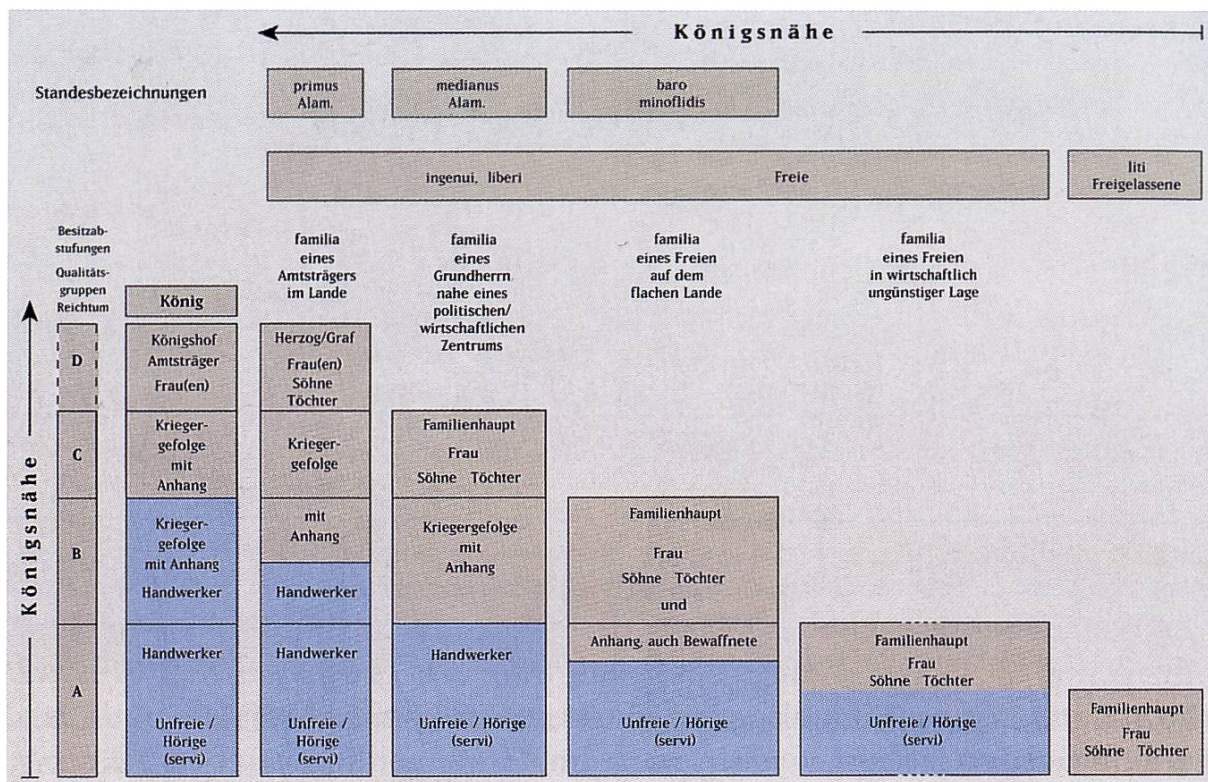 Königsnähe
Standesbezeichnungen
primus
Alam.
medianus
Alam.
baro
minoflidis
ingenui, liberi Freie
liti
Freigelassene
Besitzab-
stufungen
Qualitäts-
gruppen
Reichtum
familia
eines
Amtsträgers
im Lande
familia
eines
Grundherrn
nahe eines
politischen/
wirtschaftlichen
Zentrums
familia
eines Freien
auf dem
flachen Lande
familia
eines Freien
in wirtschaftlich
ungünstiger Lage
Königsnähe
D
C
B
A
König
Königshof
Amtsträger
Frau(en)
Krieger-
gefolge
mit
Anhang
Krieger-
gefolge
mit Anhang
Handwerker
Handwerker
Unfreie /
Hörige
(servi)
Herzog/Graf
Frau(en)
Söhne
Töchter
Krieger-
gefolge
mit
Anhang
Handwerker
Handwerker
Unfreie /
Hörige
(servi)
Familienhaupt
Frau
Söhne Töchter
Kriegergefolge
mit
Anhang
Handwerker
Unfreie / Hörige
(servi)
Familienhaupt
Frau
Söhne Töchter
und
Anhang, auch Bewaffnete
Unfreie / Hörige
(servi)
Familienhaupt
Frau
Söhne Töchter
Unfreie / Hörige
(servi)
Familienhaupt
Frau
Söhne Töchter